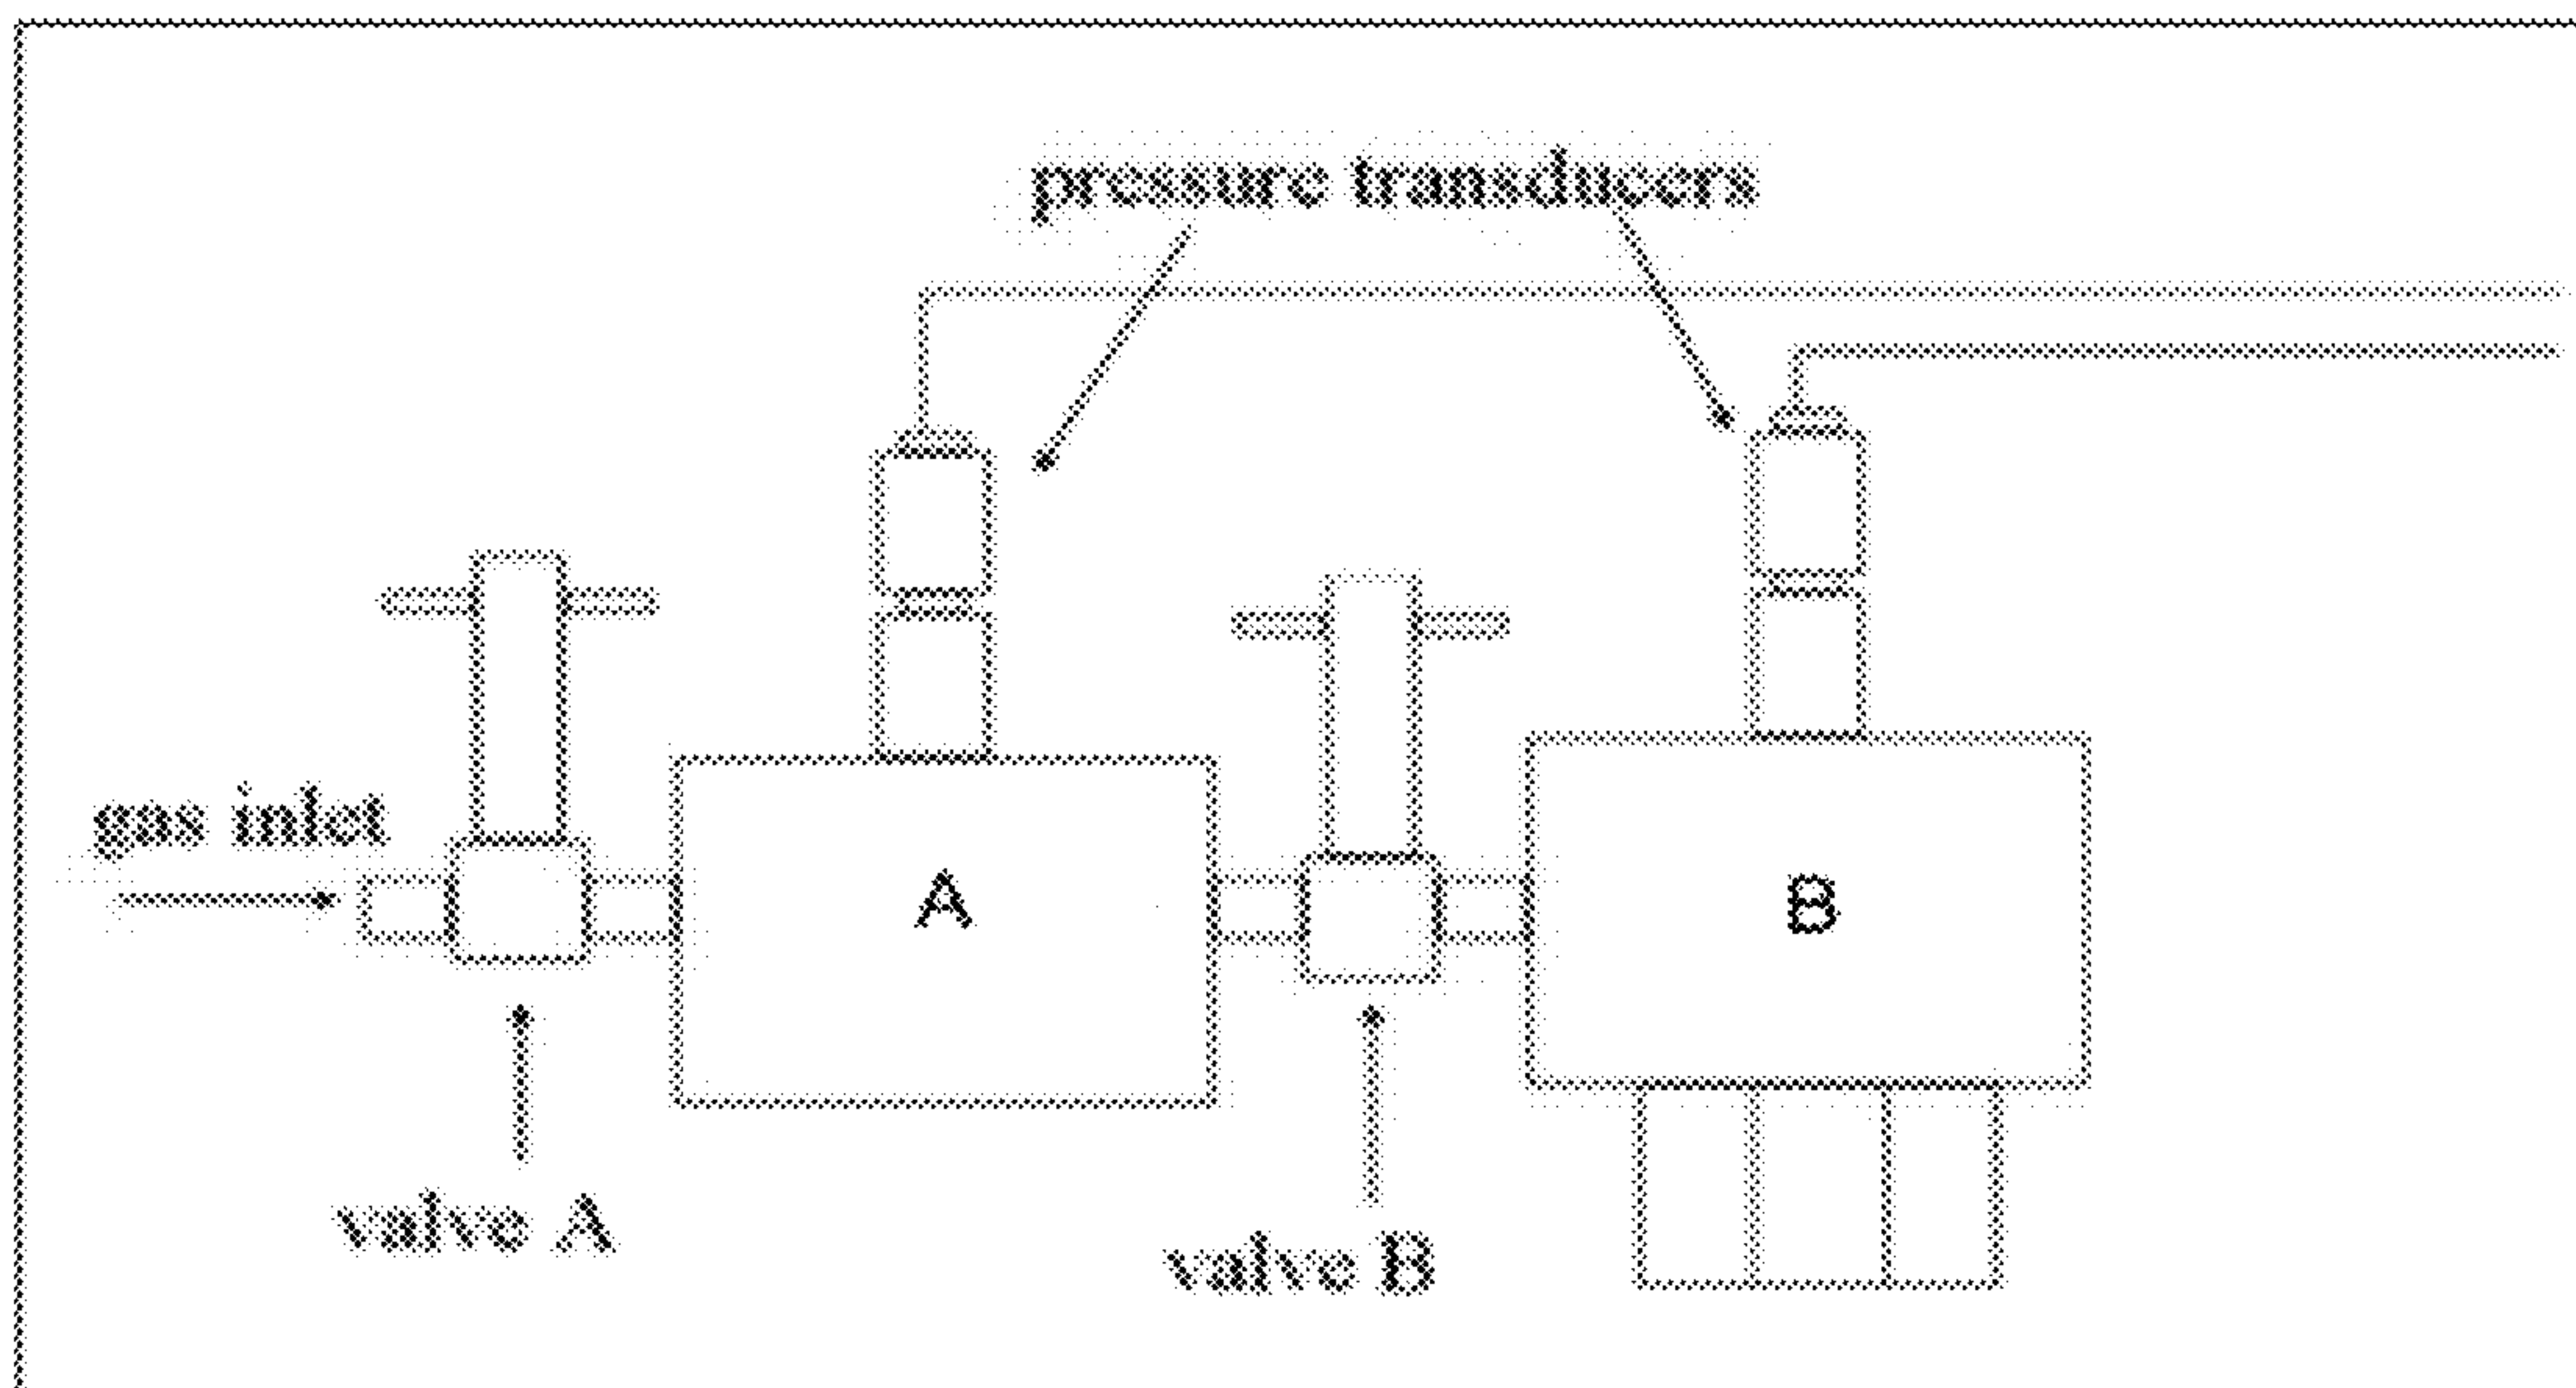 pressure transducers
gas inlet
A
B
valve A
valve B